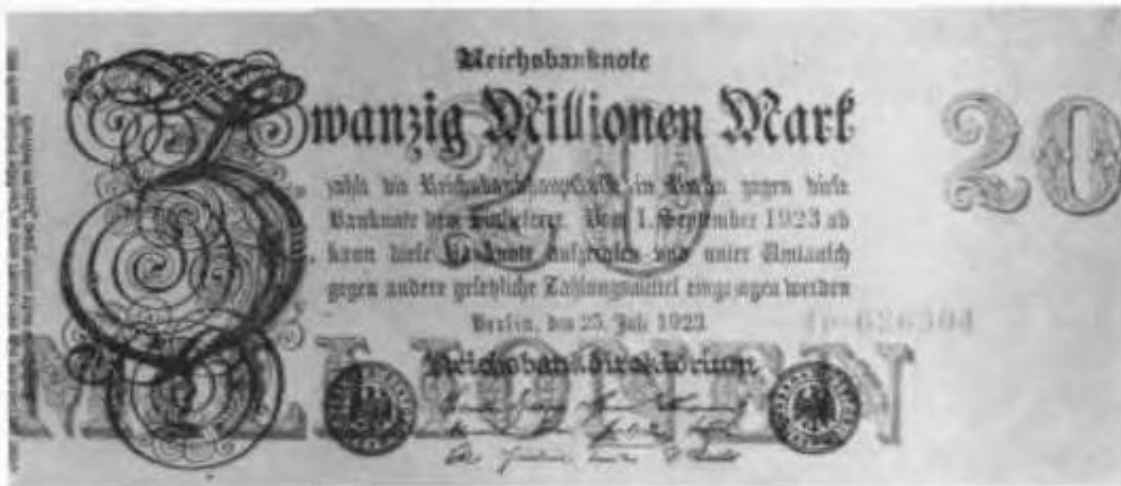 Reichsbanknote
Zwanzig Millionen Mark
20
20
zahlt die Reichsbankhauptkasse in Berlin gegen diese
Banknote dem Einlieferer. Vom 1. September 1923 ab
kann diese Banknote aufgerufen und unter Umtausch
gegen andere gesetzliche Zahlungsmittel eingezogen werden
Berlin, den 25. Juli 1923
Reichsbankdirektorium
MILLIONEN